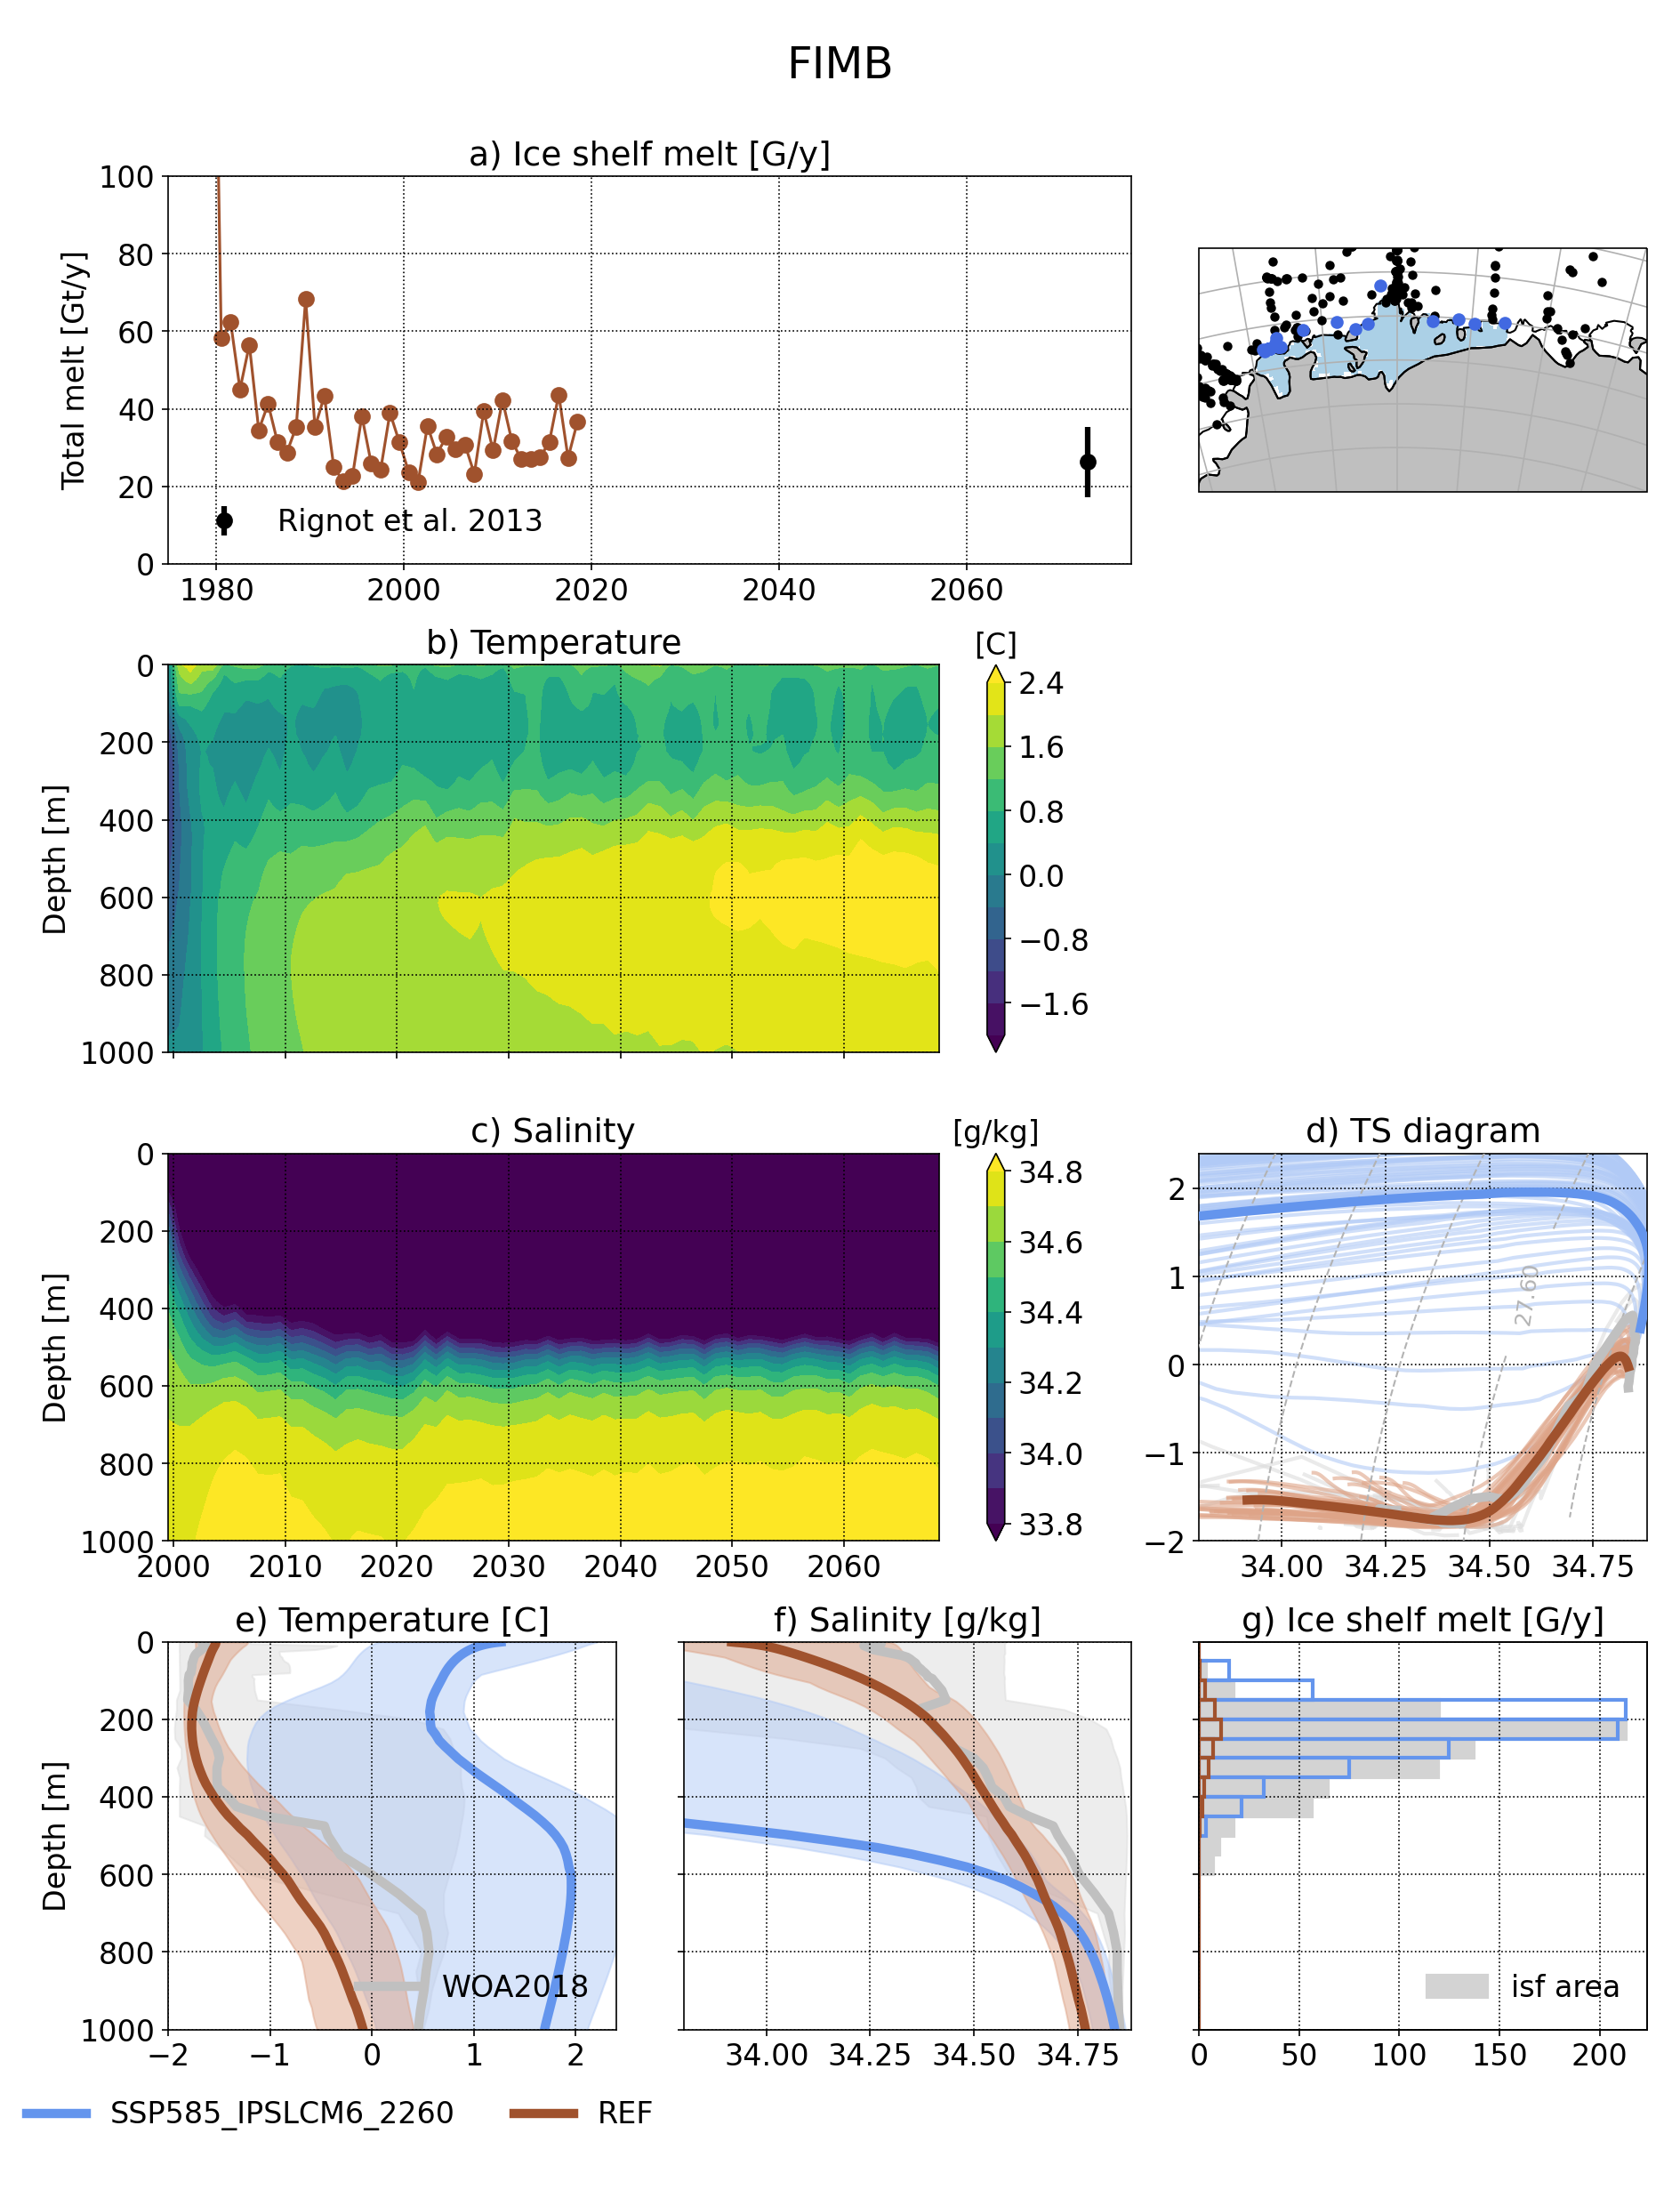 FIMB
a) Ice shelf melt [G/y]
Total melt [Gt/y]
100
80
60
40
20
0
Rignot et al. 2013
1980 2000 2020 2040 2060
b) Temperature
[C]
Depth [m]
0
200
400
600
800
1000
2.4
1.6
0.8
0.0
−0.8
−1.6
c) Salinity
[g/kg]
Depth [m]
0
200
400
600
800
1000
2000 2010 2020 2030 2040 2050 2060
34.8
34.6
34.4
34.2
34.0
33.8
d) TS diagram
2
1
0
−1
−2
27.60
34.00 34.25 34.50 34.75
e) Temperature [C]
Depth [m]
0
200
400
600
800
1000
WOA2018
−2 −1 0 1 2
f) Salinity [g/kg]
34.00 34.25 34.50 34.75
g) Ice shelf melt [G/y]
isf area
0 50 100 150 200
SSP585_IPSLCM6_2260
REF